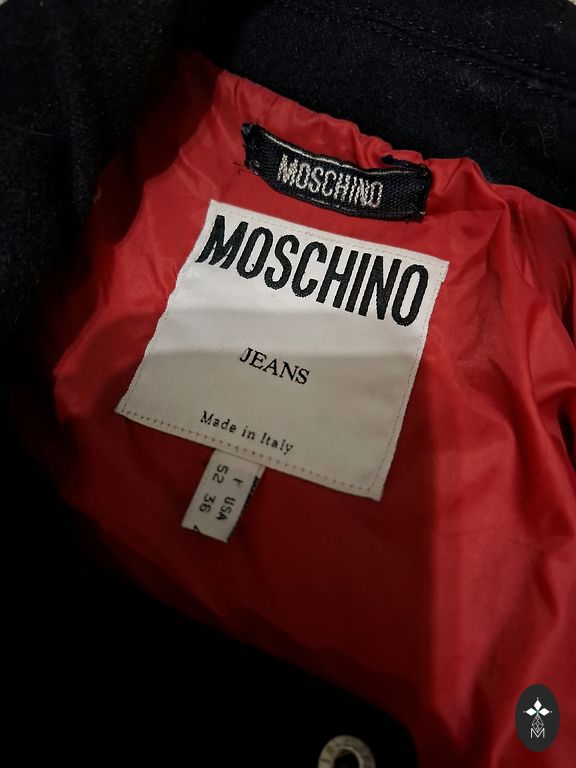 MOSCHINO
MOSCHINO
JEANS
Made in Italy
I USA
52 36
M